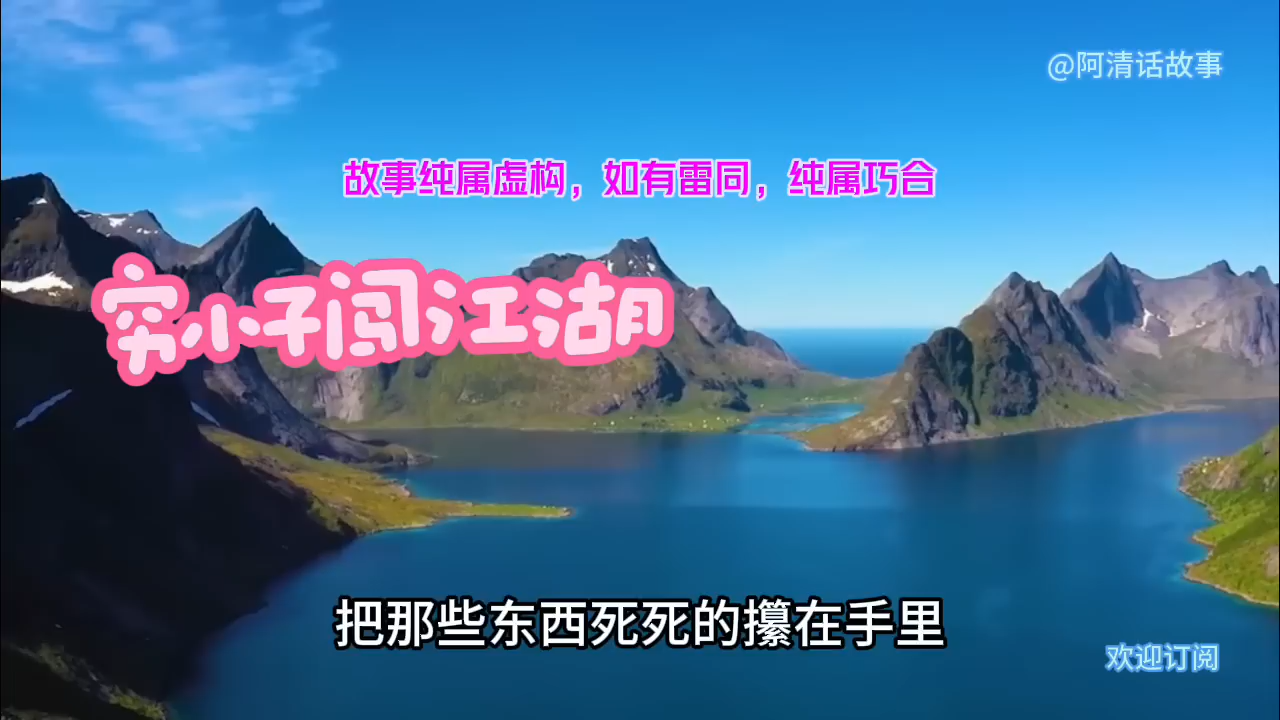 @阿清话故事
故事纯属虚构，如有雷同，纯属巧合
穷小子闯江湖
把那些东西死死的攥在手里
欢迎订阅